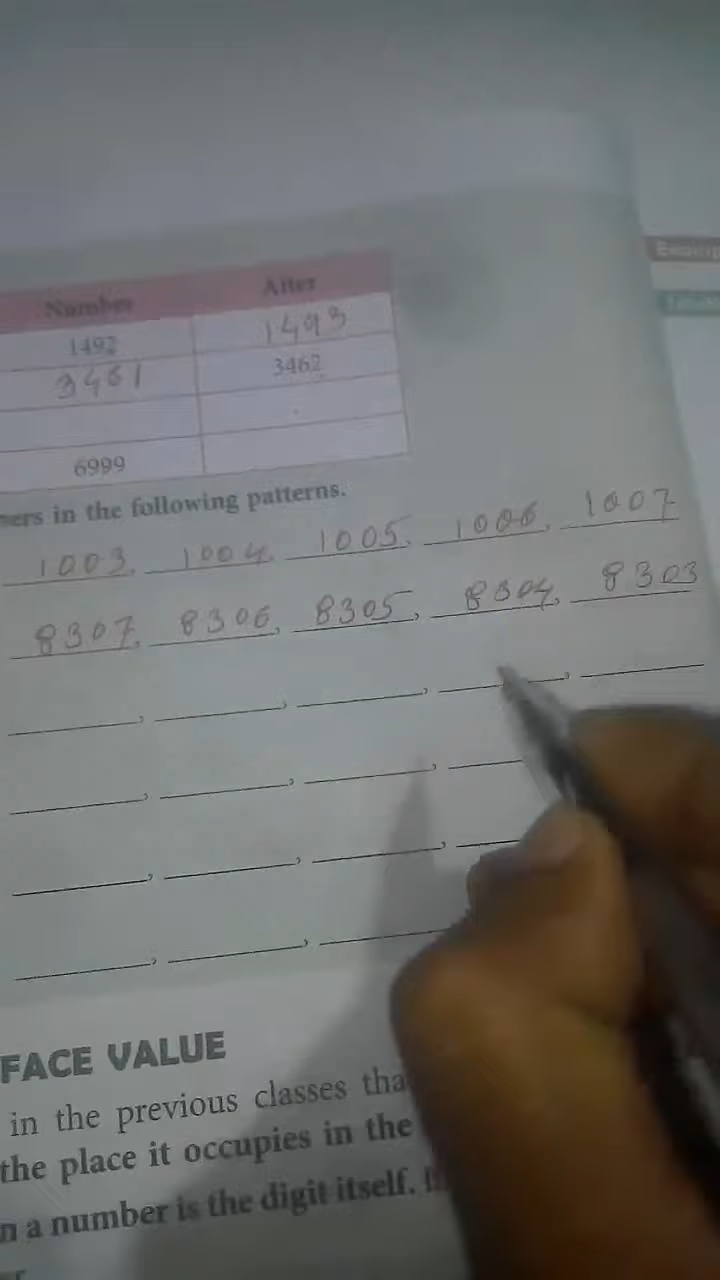 Number After
1492 1493
3461 3462
6999
ners in the following patterns.
1003, 1004, 1005, 1006, 1007
8307, 8306, 8305, 8304, 8303
FACE VALUE
in the previous classes tha
the place it occupies in the
n a number is the digit itself.